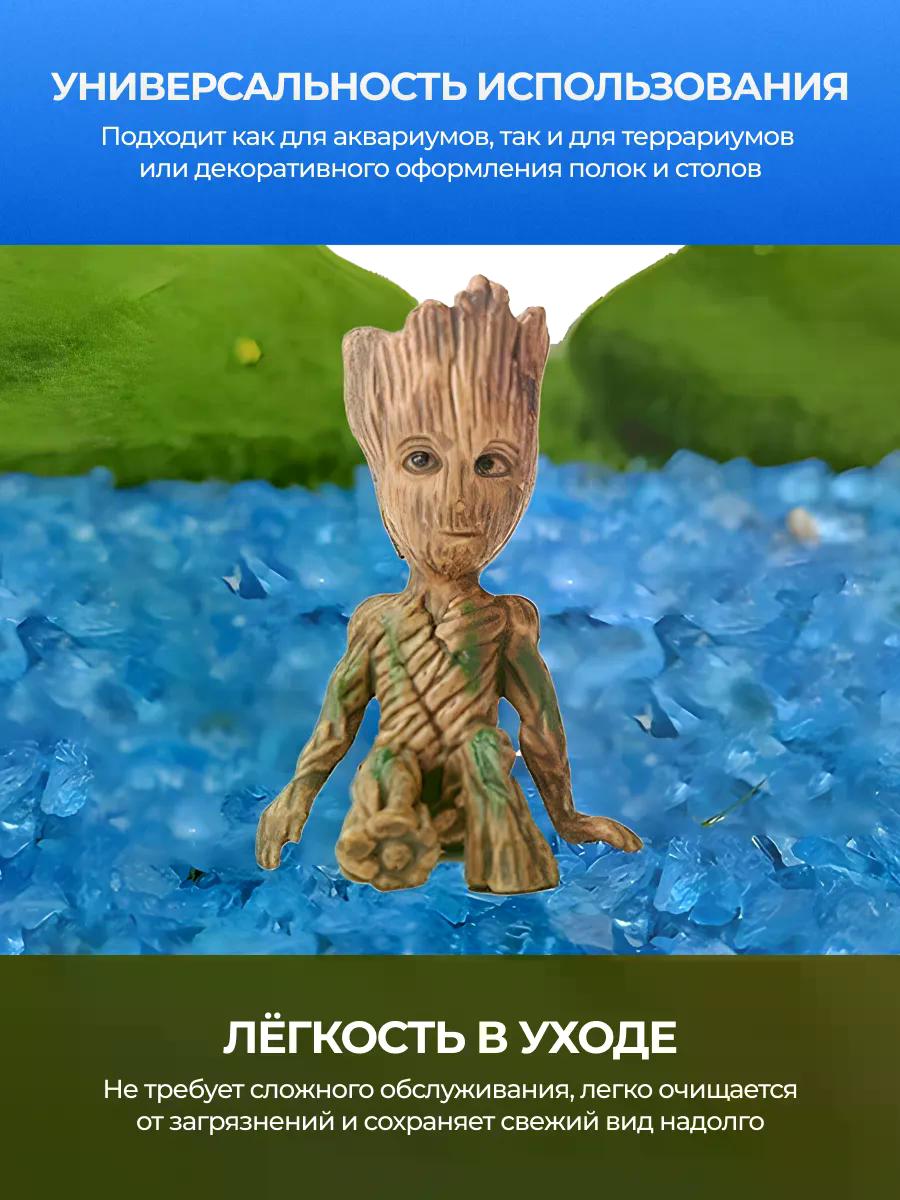 УНИВЕРСАЛЬНОСТЬ ИСПОЛЬЗОВАНИЯ
Подходит как для аквариумов, так и для террариумов
или декоративного оформления полок и столов
ЛЁГКОСТЬ В УХОДЕ
Не требует сложного обслуживания, легко очищается
от загрязнений и сохраняет свежий вид надолго